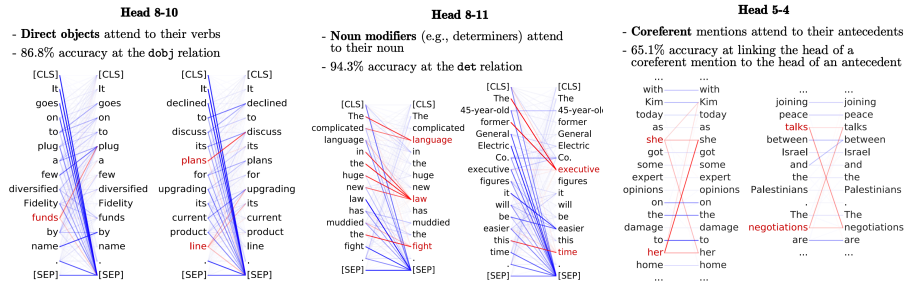 Head 8-10
- Direct objects attend to their verbs
- 86.8% accuracy at the dobj relation
[CLS] [CLS]
It It
goes goes
on on
to to
plug plug
a a
few few
diversified diversified
Fidelity Fidelity
funds funds
by by
name name
. .
[SEP] [SEP]
[CLS] [CLS]
It It
declined declined
to to
discuss discuss
its its
plans plans
for for
upgrading upgrading
its its
current current
product product
line line
. .
[SEP] [SEP]
Head 8-11
- Noun modifiers (e.g., determiners) attend
to their noun
- 94.3% accuracy at the det relation
[CLS] [CLS]
The The
complicated complicated
language language
in in
the the
huge huge
new new
law law
has has
muddied muddied
the the
fight fight
. .
[SEP] [SEP]
[CLS] [CLS]
The The
45-year-old 45-year-ol
former former
General General
Electric Electric
Co. Co.
executive executive
figures figures
it it
will will
be be
easier easier
this this
time time
. .
[SEP] [SEP]
Head 5-4
- Coreferent mentions attend to their antecedents
- 65.1% accuracy at linking the head of a
coreferent mention to the head of an antecedent
... ...
with with
Kim Kim
today today
as as
she she
got got
some some
expert expert
opinions opinions
on on
the the
damage damage
to to
her her
home home
... ...
... ...
joining joining
peace peace
talks talks
between between
Israel Israel
and and
the the
Palestinians Palestinians
. .
The The
negotiations negotiations
are are
... ...